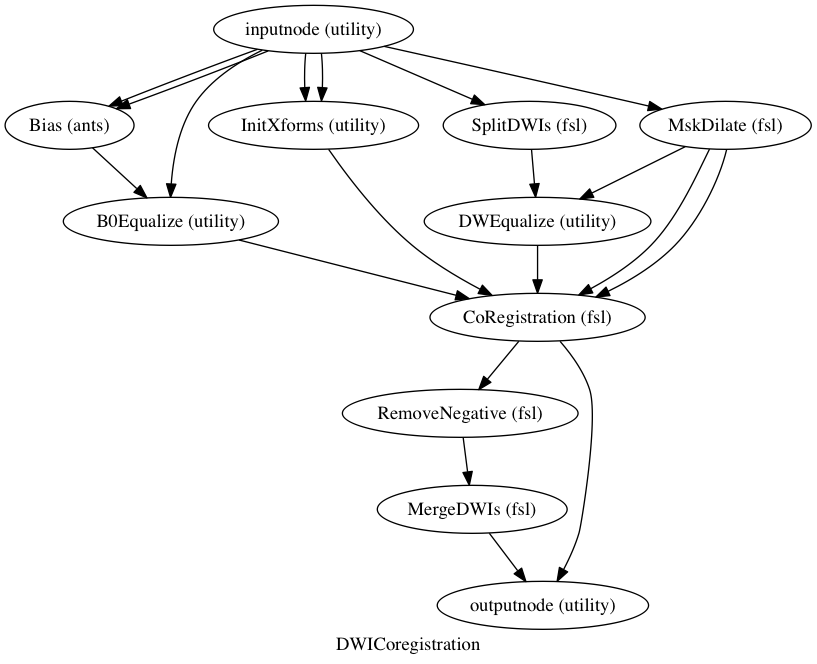 inputnode (utility)
Bias (ants)
InitXforms (utility)
SplitDWIs (fsl)
MskDilate (fsl)
B0Equalize (utility)
DWEqualize (utility)
CoRegistration (fsl)
RemoveNegative (fsl)
MergeDWIs (fsl)
outputnode (utility)
DWICoregistration